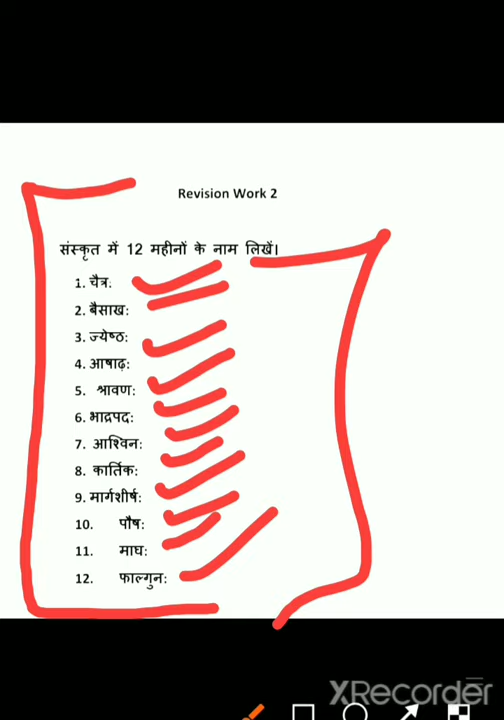 Revision Work 2
संस्कृत में 12 महीनों के नाम लिखें।
1. चैत्र:
2. बैसाख:
3. ज्येष्ठ:
4. आषाढ़:
5. श्रावण:
6. भाद्रपद:
7. आश्विन:
8. कार्तिक:
9. मार्गशीर्ष:
10. पौष:
11. माघ:
12. फाल्गुन:
XRecorder